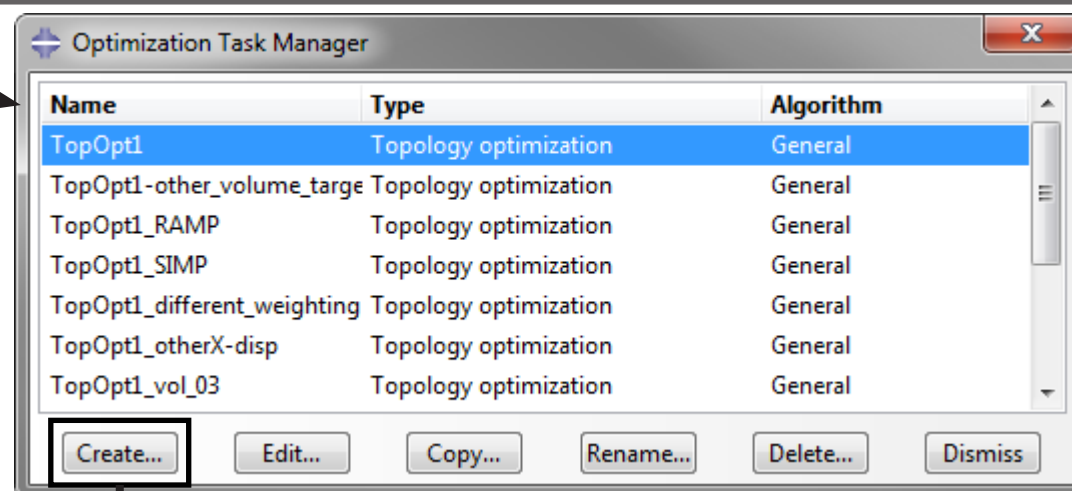 Optimization Task Manager
Name Type Algorithm
TopOpt1 Topology optimization General
TopOpt1-other_volume_targe Topology optimization General
TopOpt1_RAMP Topology optimization General
TopOpt1_SIMP Topology optimization General
TopOpt1_different_weighting Topology optimization General
TopOpt1_otherX-disp Topology optimization General
TopOpt1_vol_03 Topology optimization General
Create... Edit... Copy... Rename... Delete... Dismiss